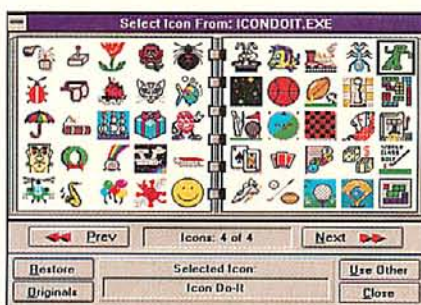 Select Icon From: ICONDOIT.EXE
Prev
Icons: 4 of 4
Next
Restore
Selected Icon:
Use Other
Originals
Icon Do-It
Close